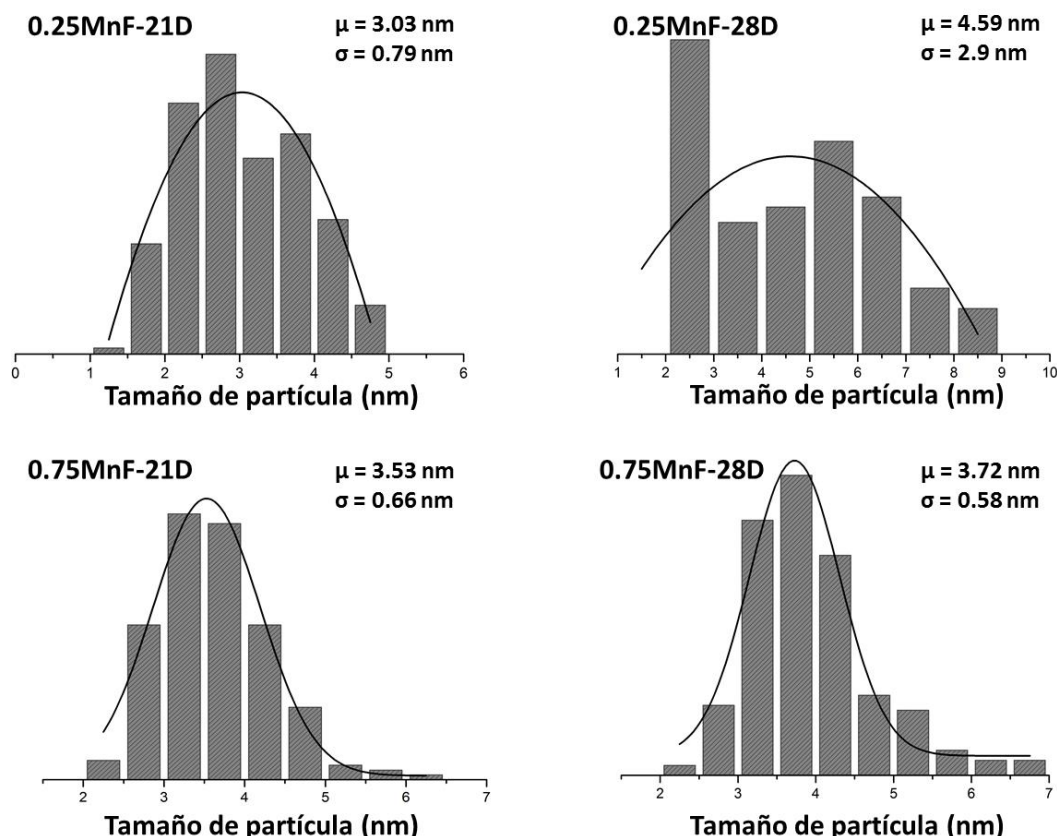 0.25MnF-21D
μ = 3.03 nm
σ = 0.79 nm
0 1 2 3 4 5 6
Tamaño de partícula (nm)
0.25MnF-28D
μ = 4.59 nm
σ = 2.9 nm
1 2 3 4 5 6 7 8 9 10
Tamaño de partícula (nm)
0.75MnF-21D
μ = 3.53 nm
σ = 0.66 nm
2 3 4 5 6 7
Tamaño de partícula (nm)
0.75MnF-28D
μ = 3.72 nm
σ = 0.58 nm
2 3 4 5 6 7
Tamaño de partícula (nm)